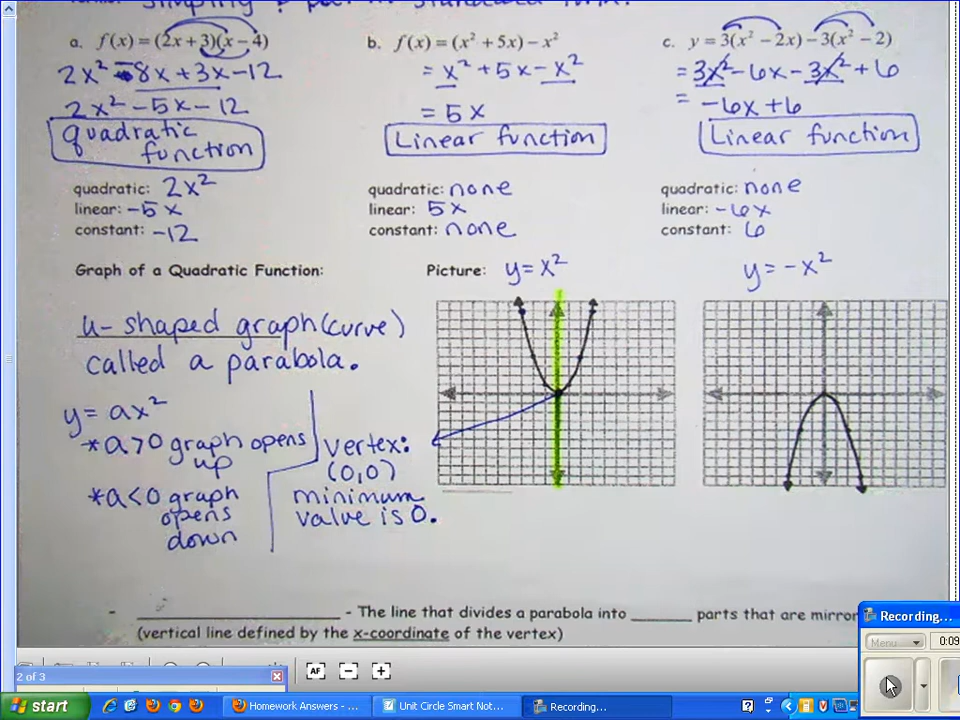 a. f(x) = (2x + 3)(x − 4)
b. f(x) = (x² + 5x) − x²
c. y = 3(x² − 2x) − 3(x² − 2)
2x² − 8x + 3x − 12
= x² + 5x − x²
= 3x² − 6x − 3x² + 6
2x² − 5x − 12
= 5x
= −6x + 6
quadratic
function
Linear function
Linear function
quadratic: 2x²
linear: −5x
constant: −12
quadratic: none
linear: 5x
constant: none
quadratic: none
linear: −6x
constant: 6
Graph of a Quadratic Function:
Picture: y = x²
y = −x²
u-shaped graph (curve)
called a parabola.
y = ax²
*a > 0 graph opens
up
*a < 0 graph
opens
down
vertex:
(0,0)
minimum
value is 0.
- ____________________ - The line that divides a parabola into ______ parts that are mirror
(vertical line defined by the x-coordinate of the vertex)
2 of 3
AF
Recording...
Menu
0:09
start
Homework Answers - ...
Unit Circle Smart Not...
Recording...